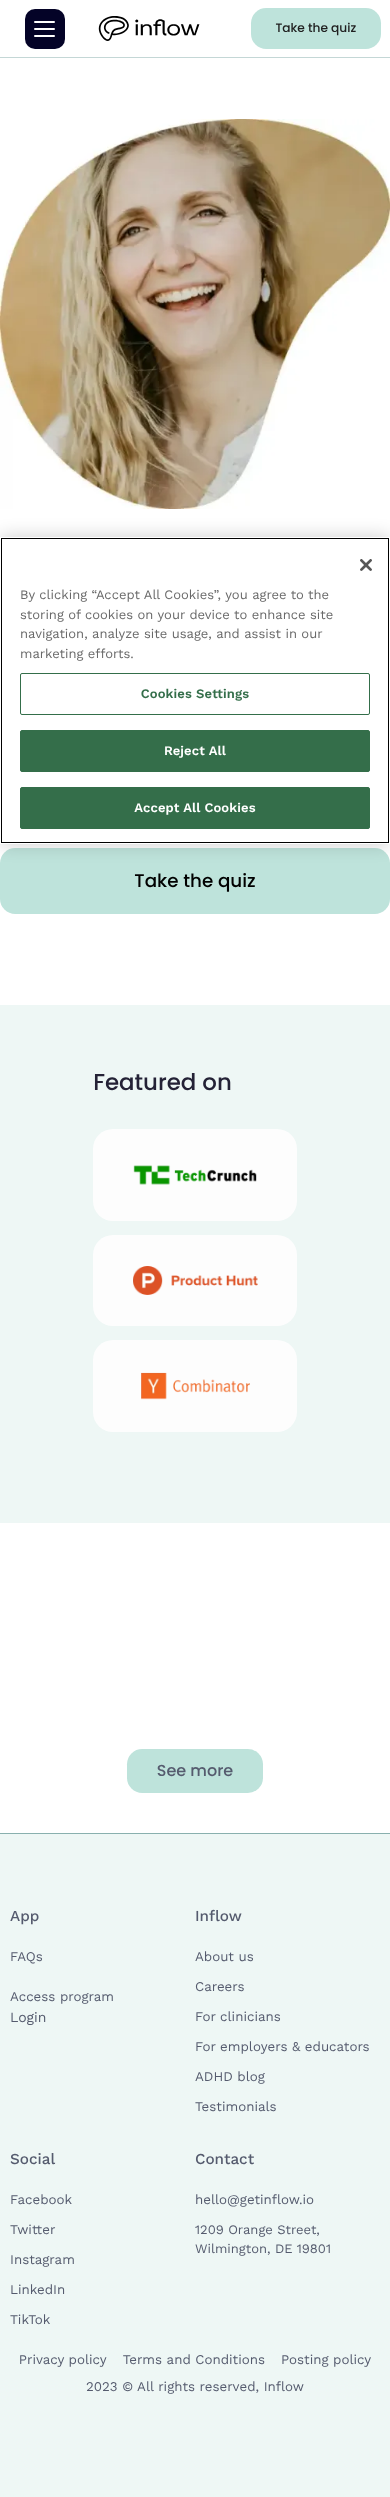 inflow
Take the quiz
By clicking “Accept All Cookies”, you agree to the
storing of cookies on your device to enhance site
navigation, analyze site usage, and assist in our
marketing efforts.
Cookies Settings
Reject All
Accept All Cookies
Take the quiz
Featured on
TC TechCrunch
P Product Hunt
Y Combinator
See more
App
FAQs
Access program
Login
Inflow
About us
Careers
For clinicians
For employers & educators
ADHD blog
Testimonials
Social
Facebook
Twitter
Instagram
LinkedIn
TikTok
Contact
hello@getinflow.io
1209 Orange Street,
Wilmington, DE 19801
Privacy policy Terms and Conditions Posting policy
2023 © All rights reserved, Inflow